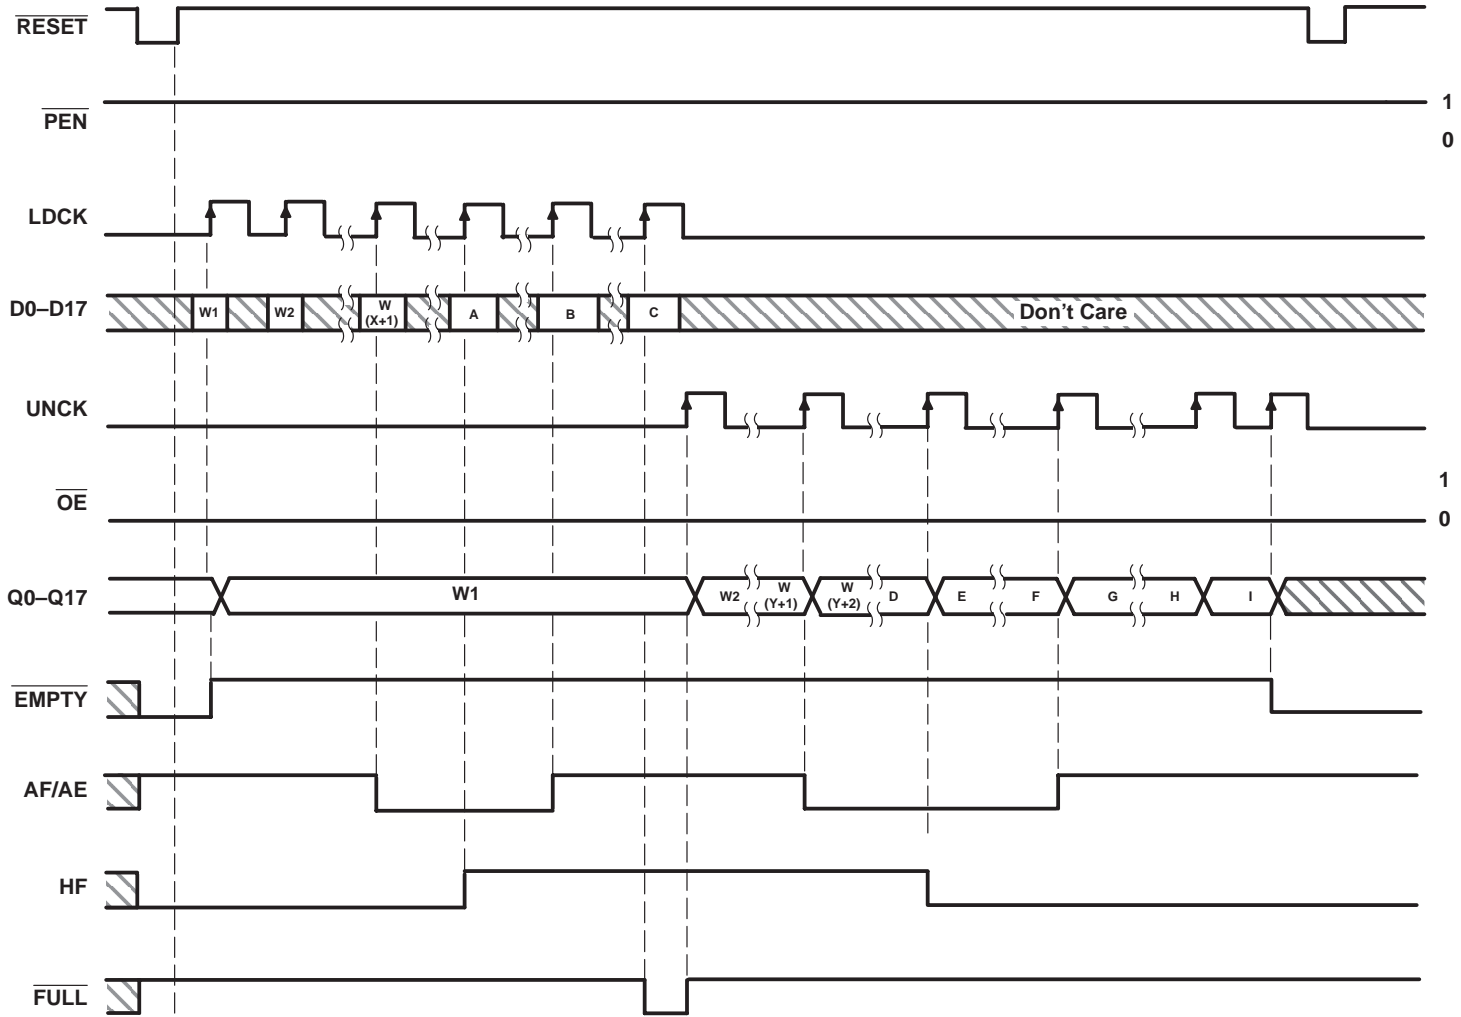 RESET
PEN
1
0
LDCK
D0–D17
W1
W2
W
(X+1)
A
B
C
Don't Care
UNCK
OE
1
0
Q0–Q17
W1
W2
W
(Y+1)
W
(Y+2)
D
E
F
G
H
I
EMPTY
AF/AE
HF
FULL